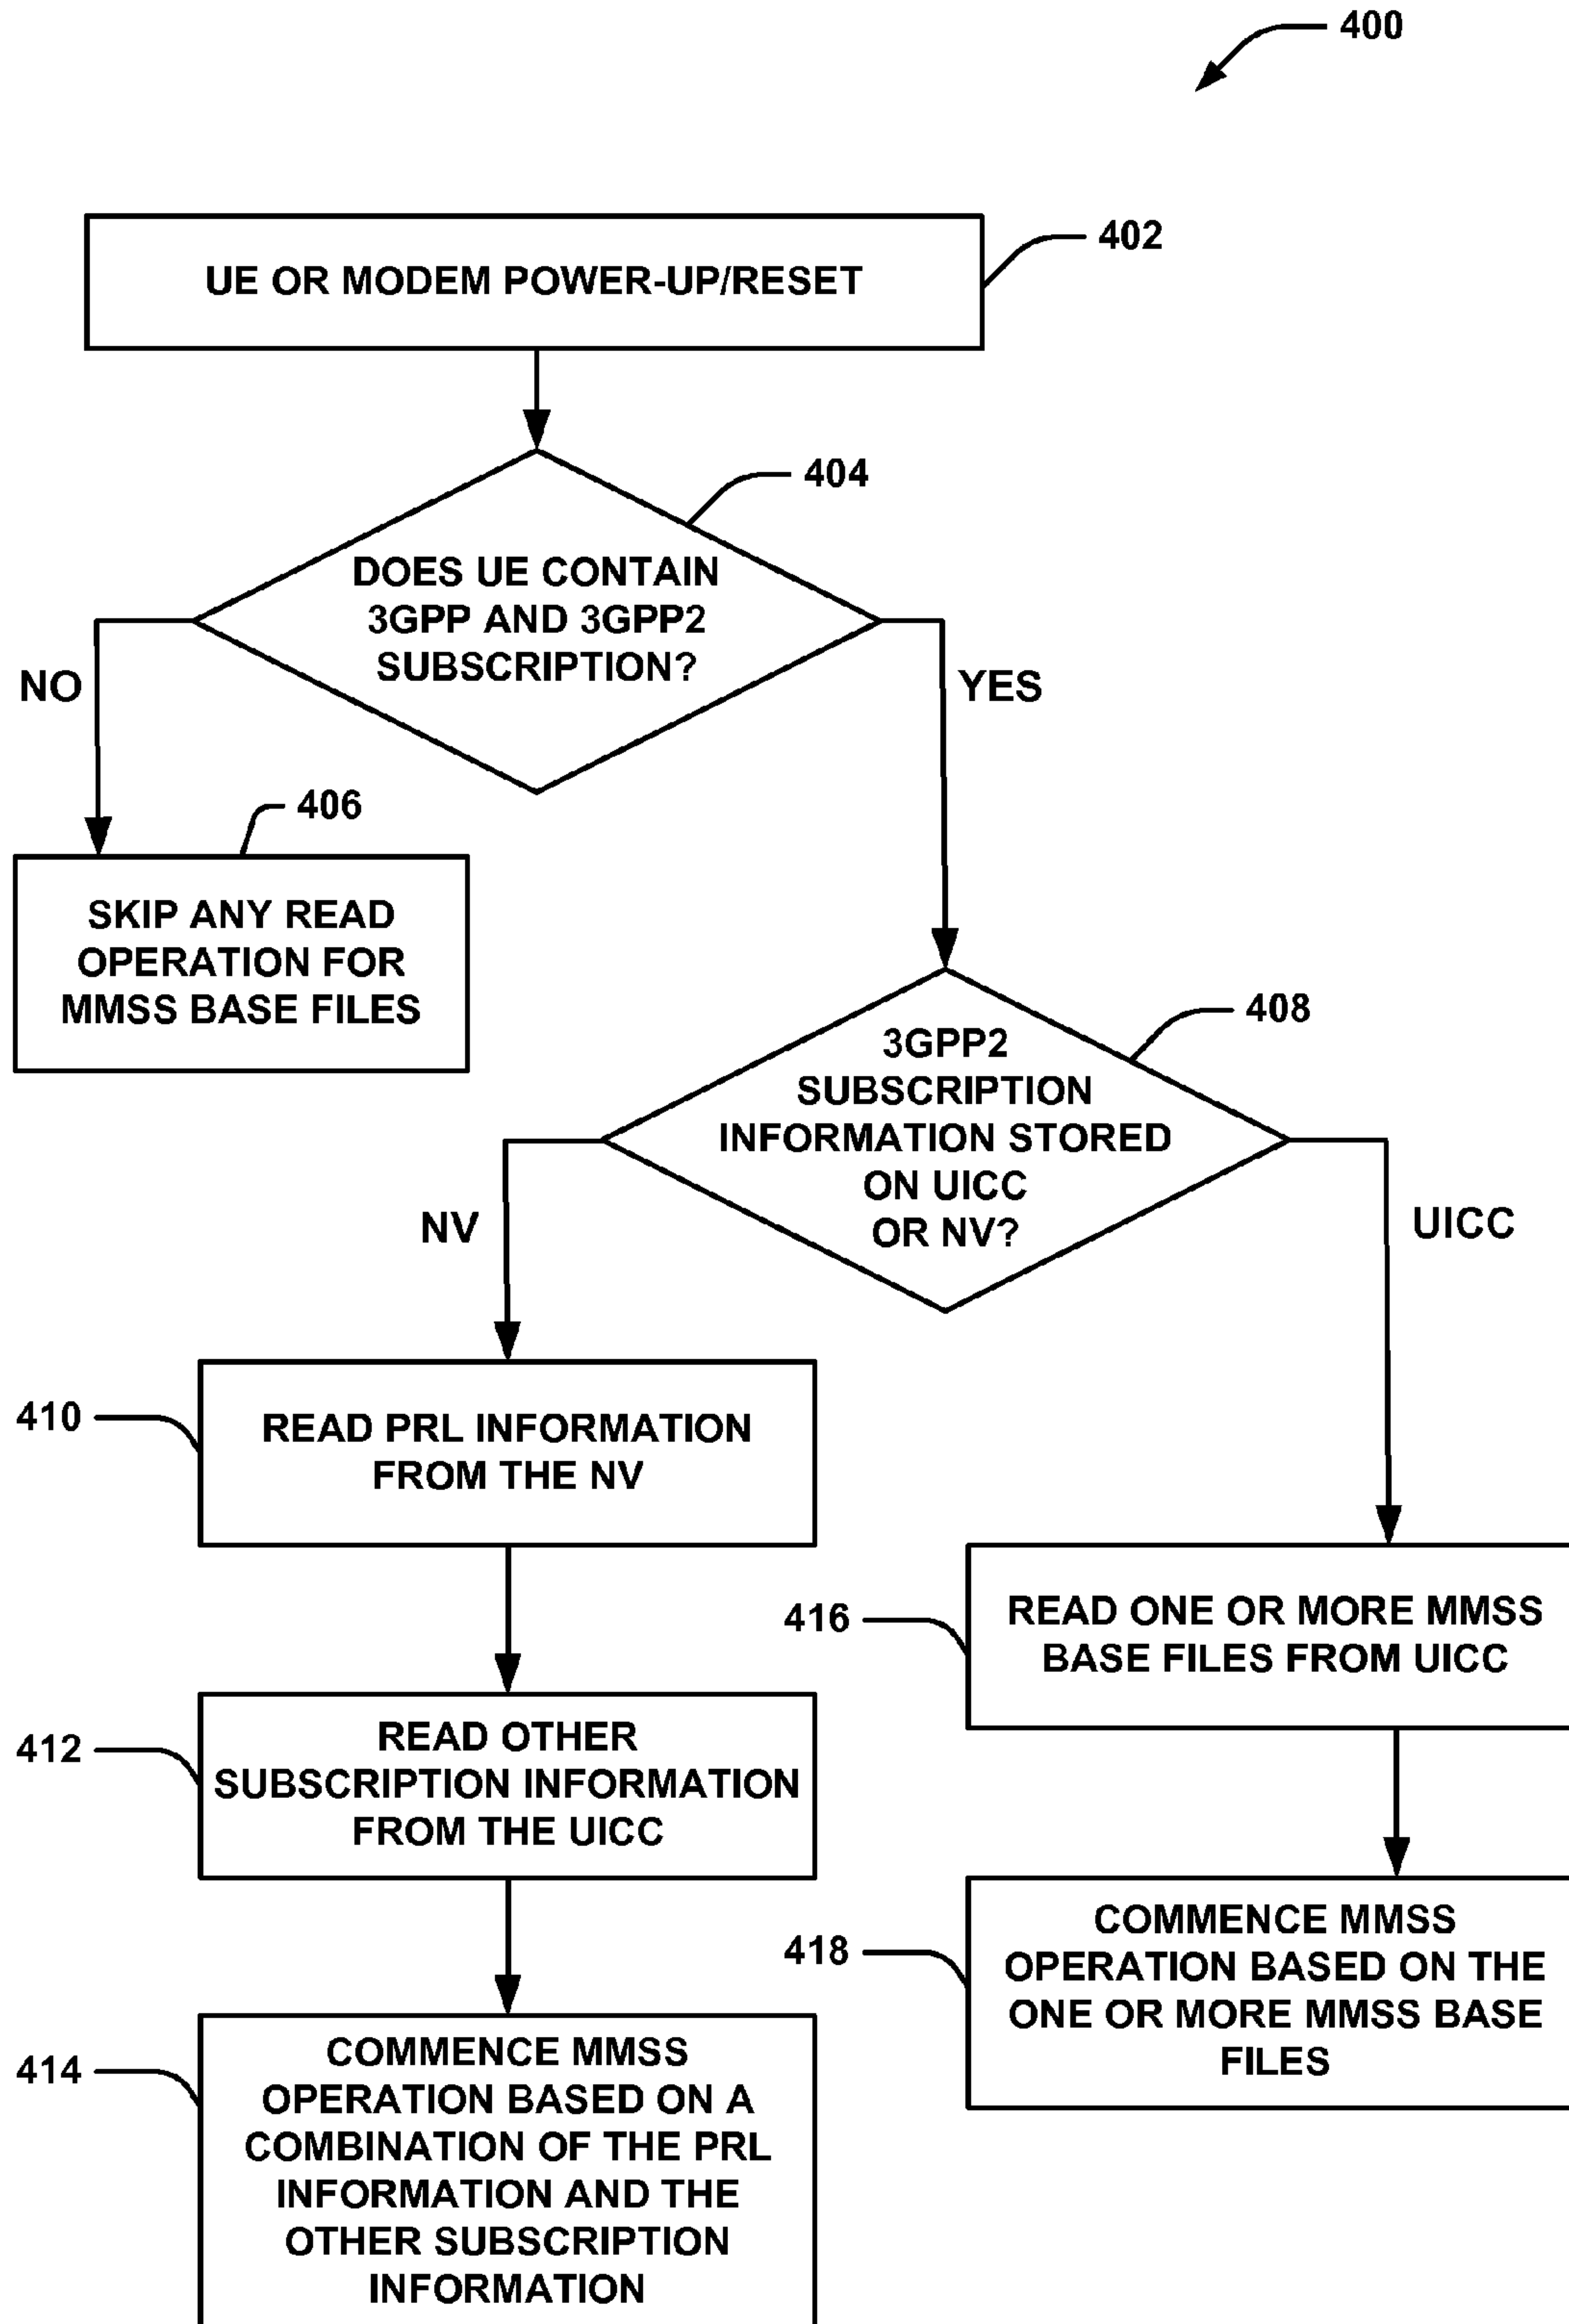 400
402
UE OR MODEM POWER-UP/RESET
404
DOES UE CONTAIN
3GPP AND 3GPP2
SUBSCRIPTION?
NO
YES
406
SKIP ANY READ
OPERATION FOR
MMSS BASE FILES
408
3GPP2
SUBSCRIPTION
INFORMATION STORED
ON UICC
OR NV?
NV
UICC
410
READ PRL INFORMATION
FROM THE NV
416
READ ONE OR MORE MMSS
BASE FILES FROM UICC
412
READ OTHER
SUBSCRIPTION INFORMATION
FROM THE UICC
418
COMMENCE MMSS
OPERATION BASED ON THE
ONE OR MORE MMSS BASE
FILES
414
COMMENCE MMSS
OPERATION BASED ON A
COMBINATION OF THE PRL
INFORMATION AND THE
OTHER SUBSCRIPTION
INFORMATION